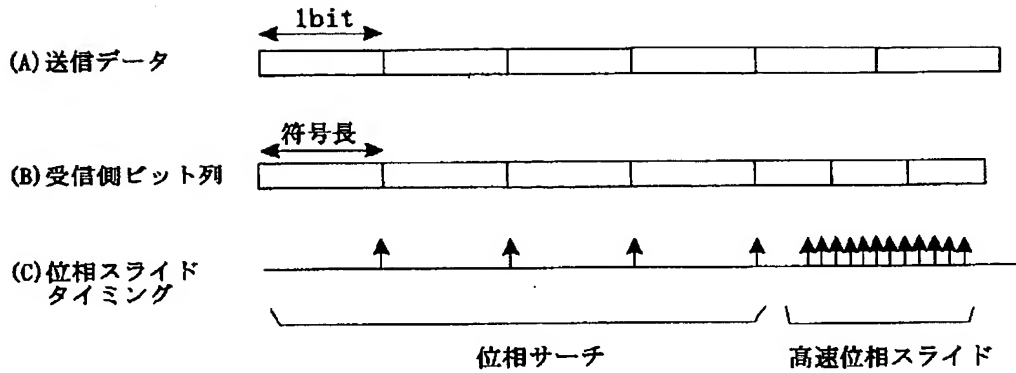 1bit
(A)送信データ
符号長
(B)受信側ビット列
(C)位相スライド
タイミング
位相サーチ
高速位相スライド